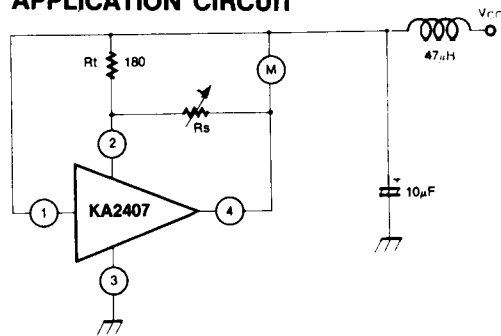 APPLICATION CIRCUIT
Vcc
Rt 180
M
47μH
Rs
2
10μF
+
1
KA2407
4
3